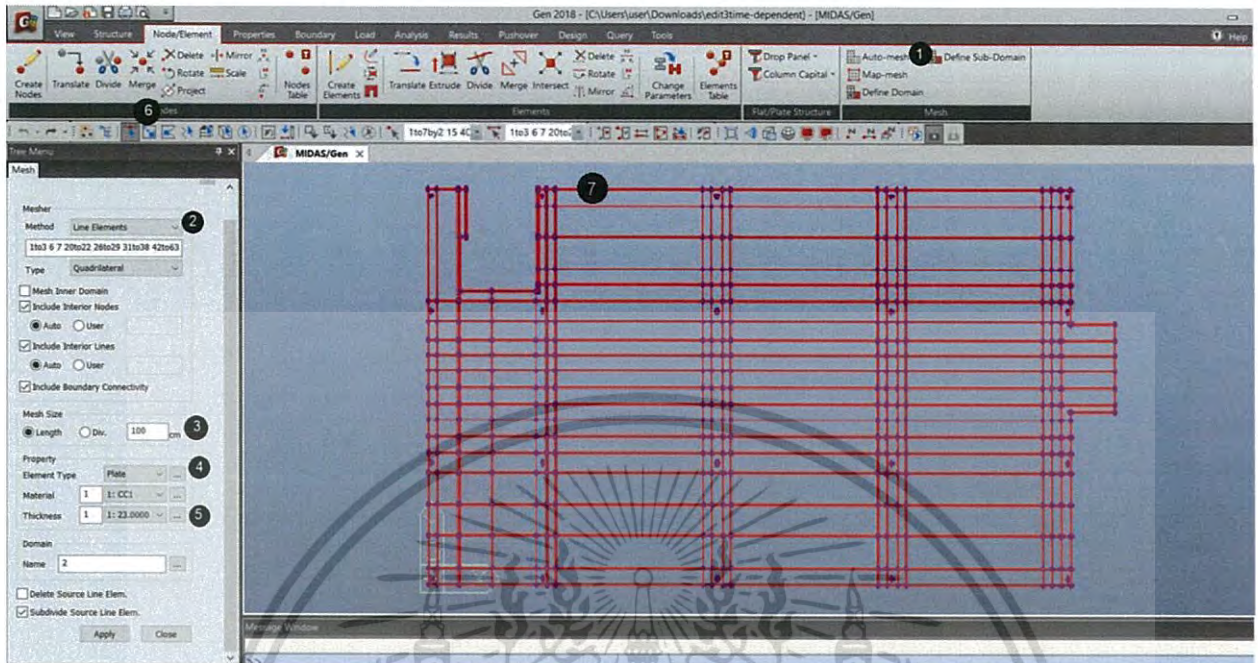 Gen 2018 - [C:\Users\user\Downloads\edit3time-dependent] - [MIDAS/Gen]
View Structure Node/Element Properties Boundary Load Analysis Results Pushover Design Query Tools Help
Create Nodes Translate Divide Merge Delete Rotate Project Mirror Scale Nodes Table
Create Elements Translate Extrude Divide Merge Intersect Delete Rotate Mirror Change Parameters Elements Table
Drop Panel Column Capital
Auto-mesh Map-mesh Define Domain Define Sub-Domain
1
6
Elements Flat/Plate Structure Mesh
1to7by2 15 4 1to3 6 7 20to
Tree Menu
MIDAS/Gen
Mesh
7
Mesher
Method Line Elements 2
1to3 6 7 20to22 26to29 31to38 42to63
Type Quadrilateral
Mesh Inner Domain
Include Interior Nodes
Auto User
Include Interior Lines
Auto User
Include Boundary Connectivity
Mesh Size
Length Div. 100 cm 3
Property
Element Type Plate ... 4
Material 1 1: CC1 ...
Thickness 1 1: 23.0000 ... 5
Domain
Name 2 ...
Delete Source Line Elem.
Subdivide Source Line Elem.
Apply Close
Message Window
>>